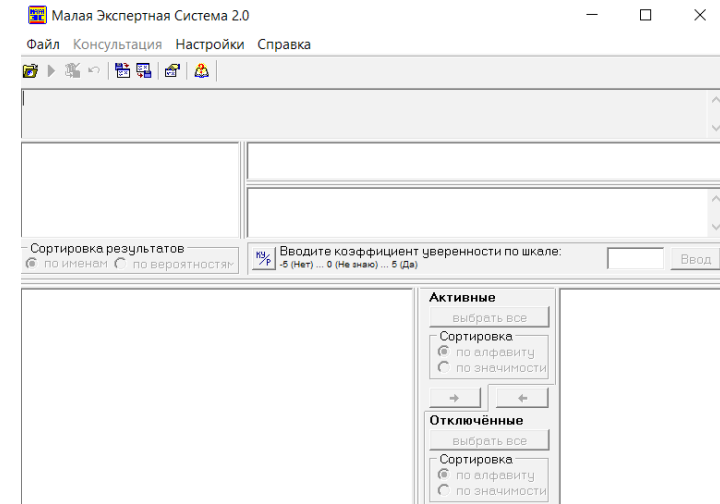 Малая Экспертная Система 2.0
Файл Консультация Настройки Справка
Сортировка результатов
по именам по вероятностям
КУ/Р
Вводите коэффициент уверенности по шкале:
-5 (Нет) ... 0 (Не знаю) ... 5 (Да)
Ввод
Активные
выбрать все
Сортировка
по алфавиту
по значимости
Отключённые
выбрать все
Сортировка
по алфавиту
по значимости